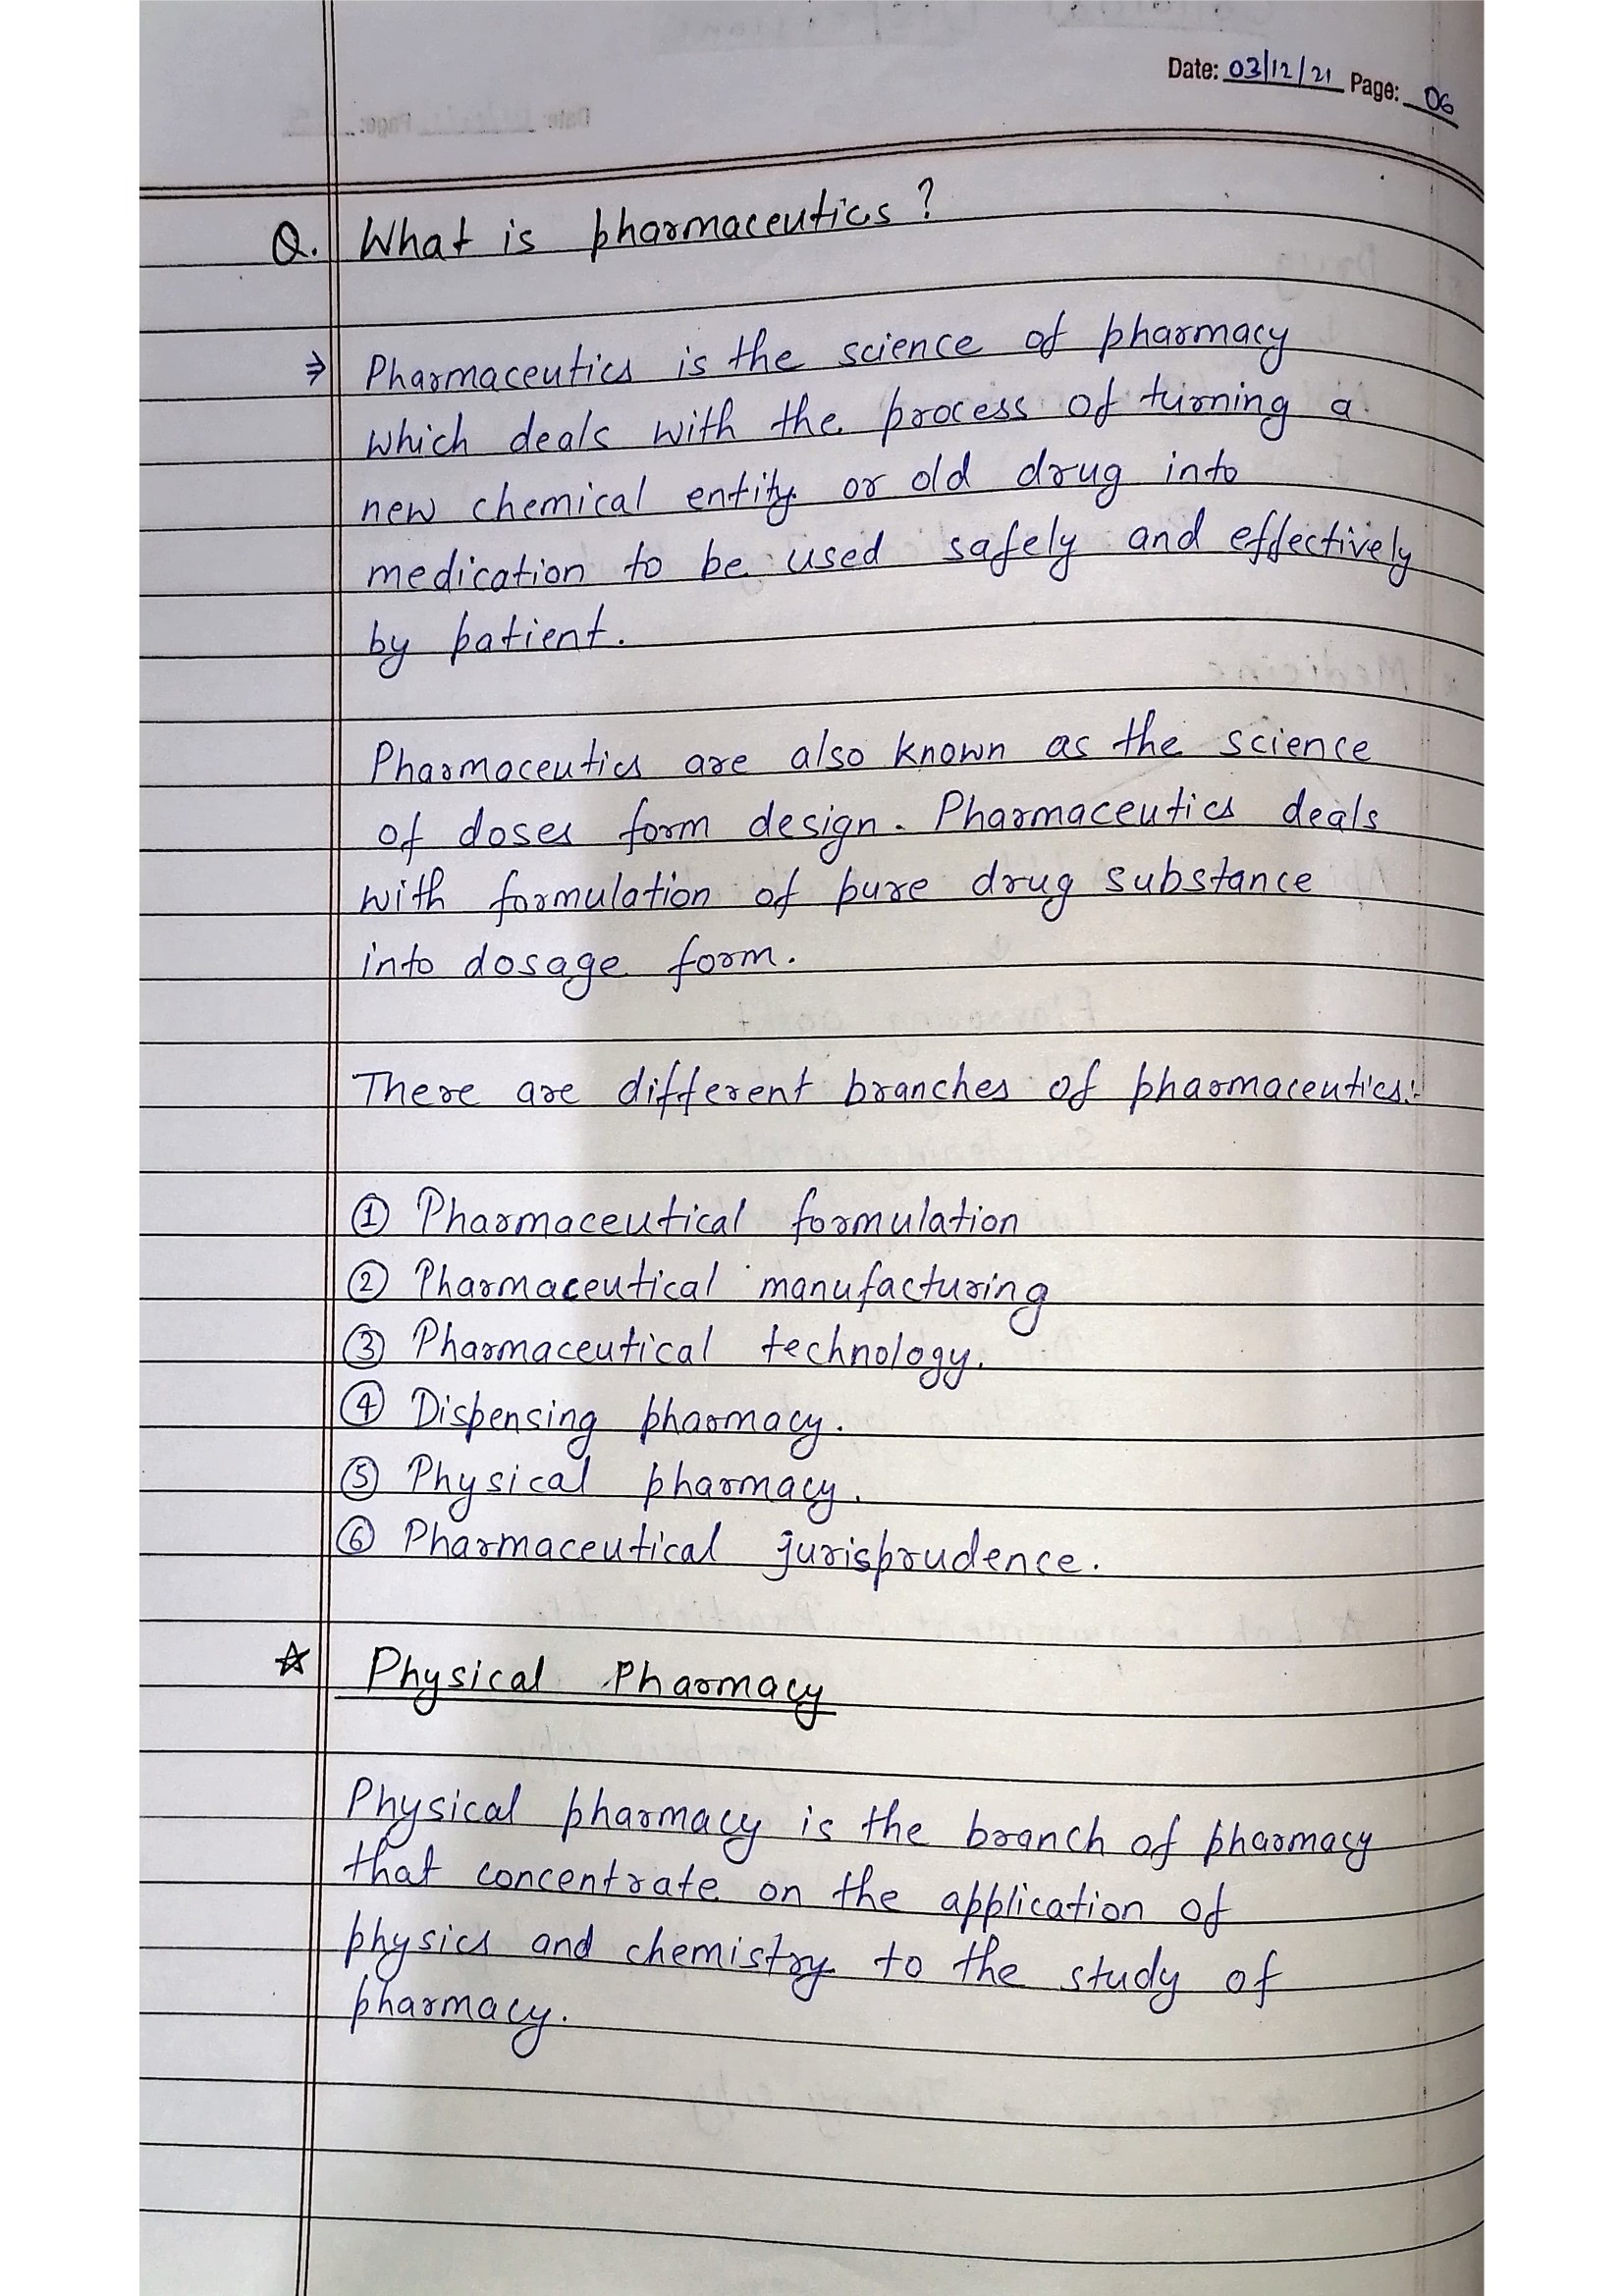 Date: 03/12/21 Page: 06
Q. What is pharmaceutics?
⇒ Pharmaceutics is the science of pharmacy
which deals with the process of turning a
new chemical entity or old drug into
medication to be used safely and effectively
by patient.
Pharmaceutics are also known as the science
of doses form design. Pharmaceutics deals
with formulation of pure drug substance
into dosage form.
There are different branches of pharmaceutics:-
① Pharmaceutical formulation
② Pharmaceutical manufacturing
③ Pharmaceutical technology.
④ Dispensing pharmacy.
⑤ Physical pharmacy.
⑥ Pharmaceutical jurisprudence.
☆ Physical Pharmacy
Physical pharmacy is the branch of pharmacy
that concentrate on the application of
physics and chemistry to the study of
pharmacy.